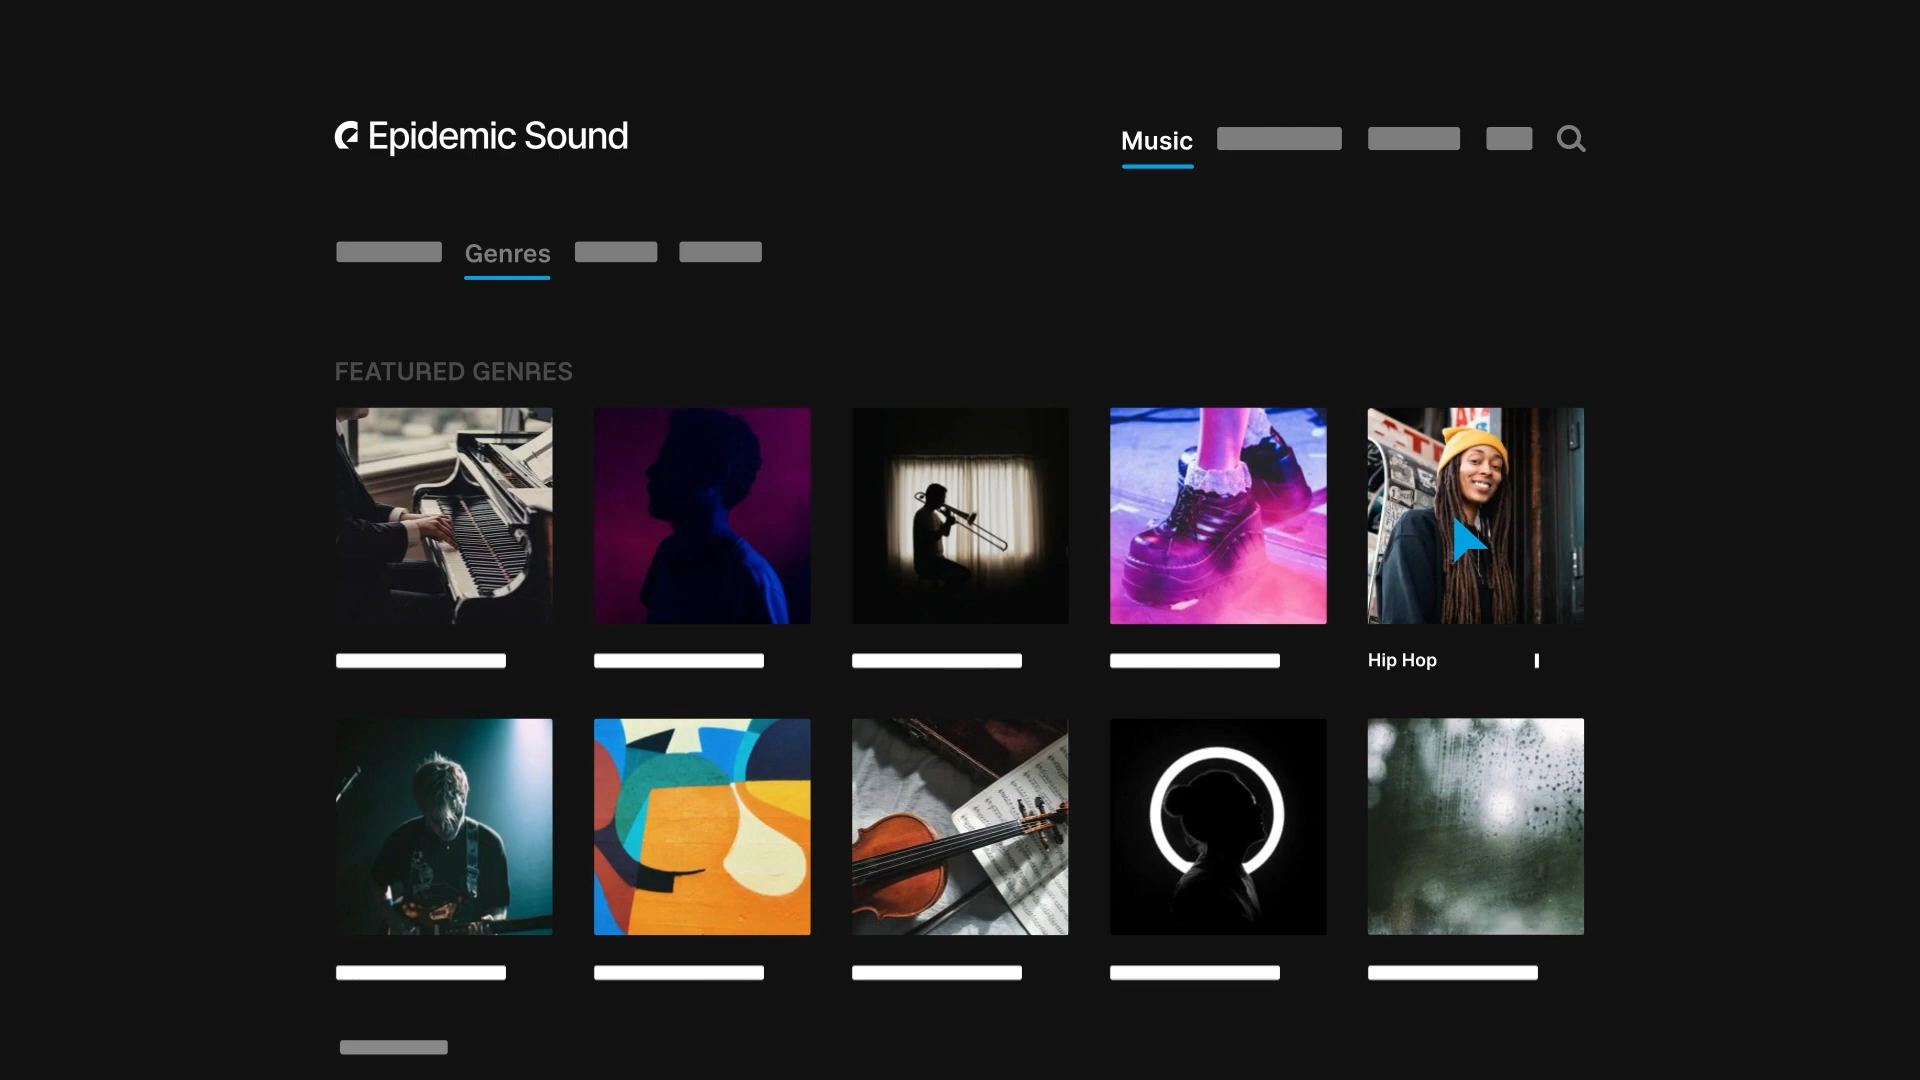 Epidemic Sound
Music
Genres
FEATURED GENRES
Hip Hop